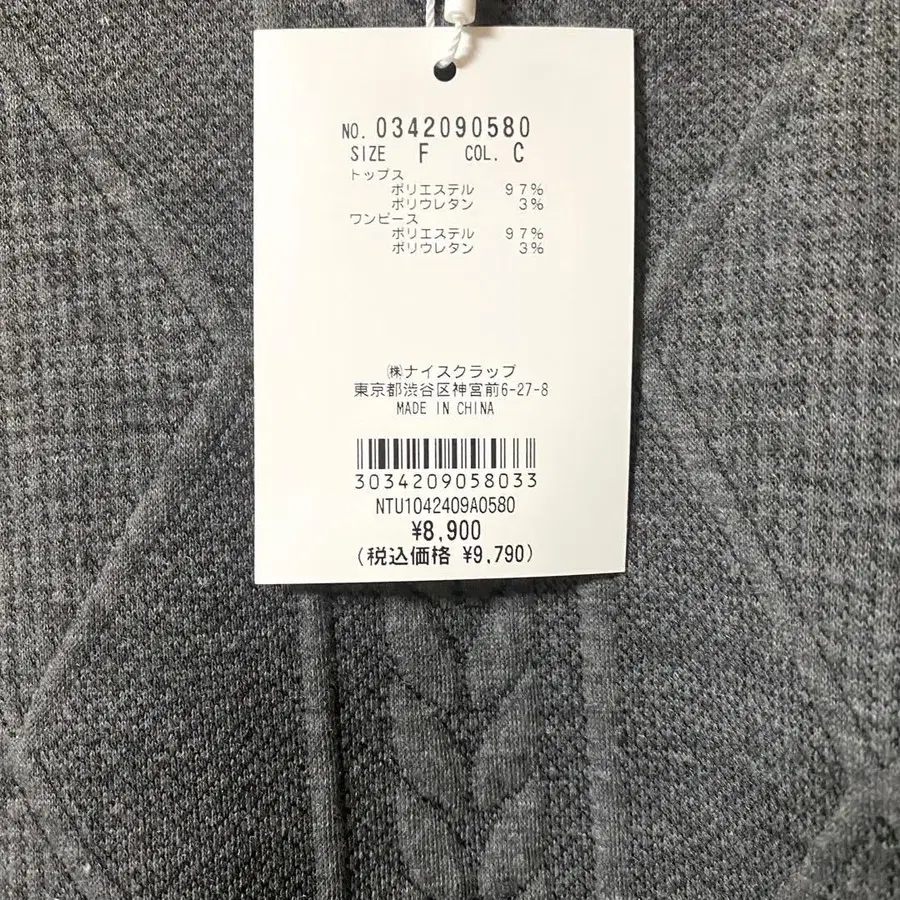 NO. 0342090580
SIZE F COL. C
トップス
ポリエステル 97%
ポリウレタン 3%
ワンピース
ポリエステル 97%
ポリウレタン 3%
㈱ナイスクラップ
東京都渋谷区神宮前6-27-8
MADE IN CHINA
3034209058033
NTU1042409A0580
¥8,900
(税込価格 ¥9,790)